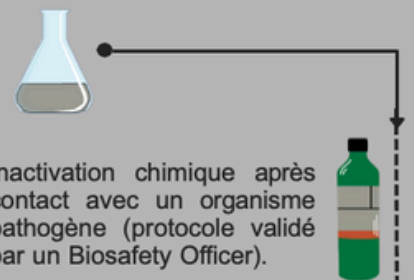 nactivation chimique après
contact avec un organisme
pathogène (protocole validé
par un Biosafety Officer).